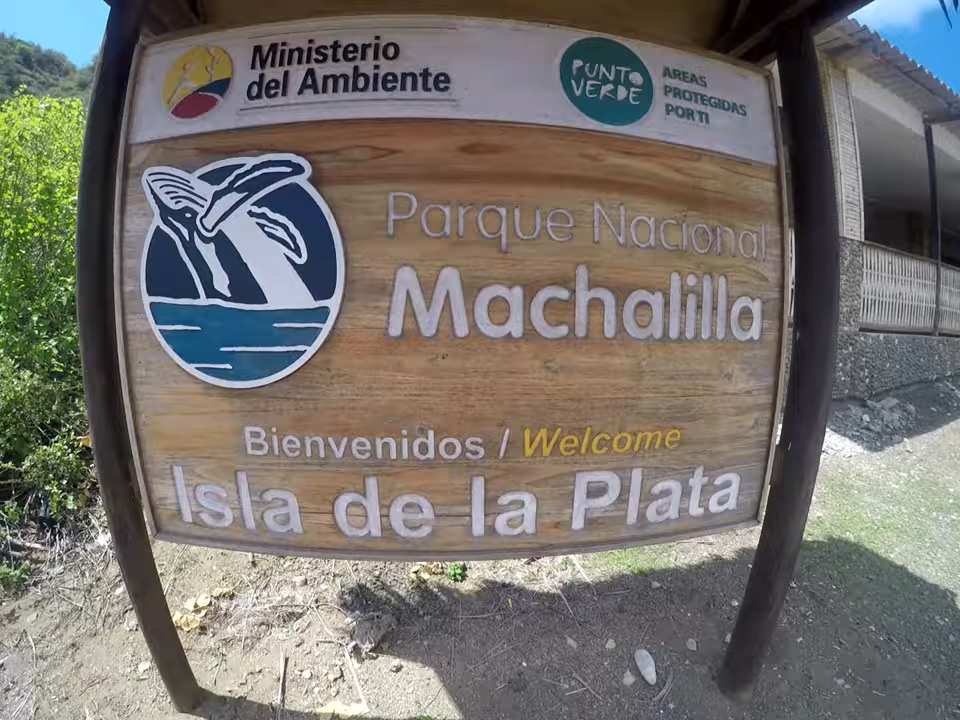 Ministerio
del Ambiente
PUNTO
VERDE
AREAS
PROTEGIDAS
POR TI
Parque Nacional
Machalilla
Bienvenidos / Welcome
Isla de la Plata